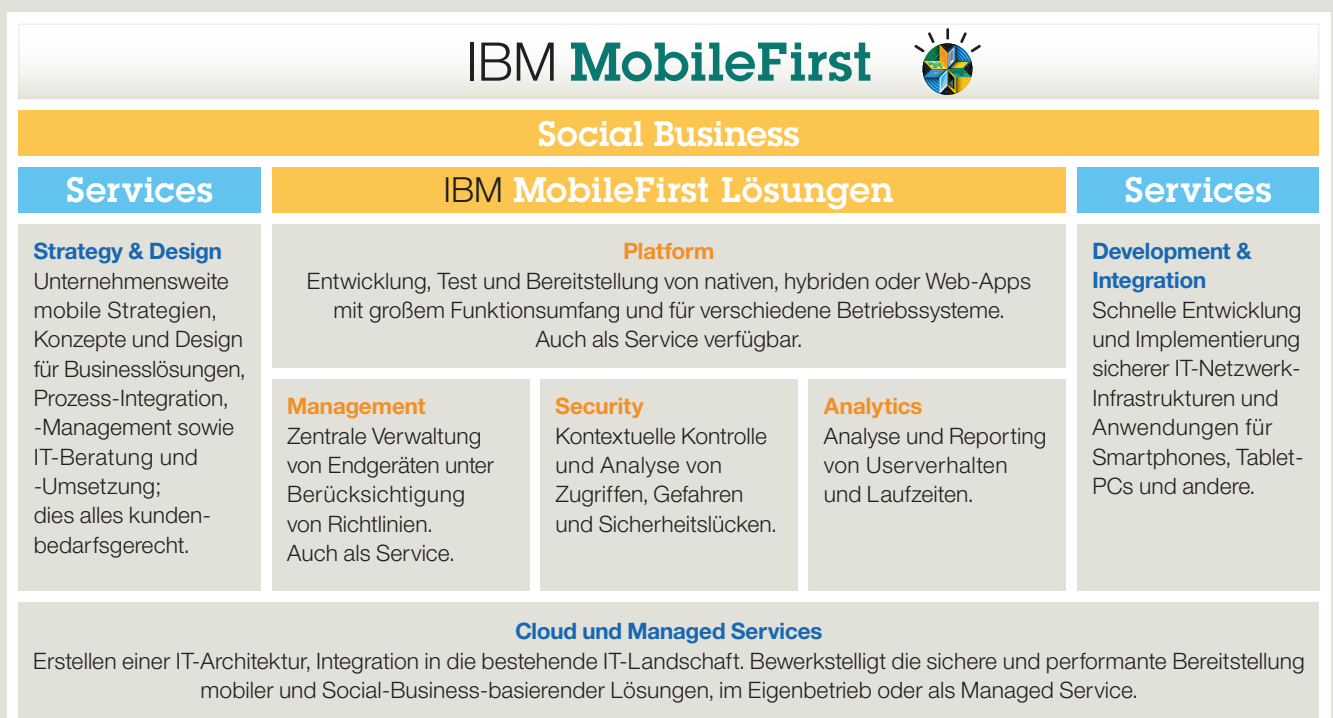 IBM MobileFirst
Social Business
Services
IBM MobileFirst Lösungen
Services
Strategy & Design
Unternehmensweite
mobile Strategien,
Konzepte und Design
für Businesslösungen,
Prozess-Integration,
-Management sowie
IT-Beratung und
-Umsetzung;
dies alles kunden-
bedarfsgerecht.
Platform
Entwicklung, Test und Bereitstellung von nativen, hybriden oder Web-Apps
mit großem Funktionsumfang und für verschiedene Betriebssysteme.
Auch als Service verfügbar.
Management
Zentrale Verwaltung
von Endgeräten unter
Berücksichtigung
von Richtlinien.
Auch als Service.
Security
Kontextuelle Kontrolle
und Analyse von
Zugriffen, Gefahren
und Sicherheitslücken.
Analytics
Analyse und Reporting
von Userverhalten
und Laufzeiten.
Development &
Integration
Schnelle Entwicklung
und Implementierung
sicherer IT-Netzwerk-
Infrastrukturen und
Anwendungen für
Smartphones, Tablet-
PCs und andere.
Cloud und Managed Services
Erstellen einer IT-Architektur, Integration in die bestehende IT-Landschaft. Bewerkstelligt die sichere und performante Bereitstellung
mobiler und Social-Business-basierender Lösungen, im Eigenbetrieb oder als Managed Service.